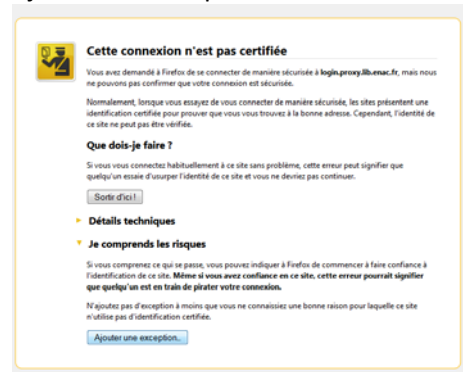 Cette connexion n'est pas certifiée
Vous avez demandé à Firefox de se connecter de manière sécurisée à login.proxy.lib.enac.fr, mais nous
ne pouvons pas confirmer que votre connexion est sécurisée.
Normalement, lorsque vous essayez de vous connecter de manière sécurisée, les sites présentent une
identification certifiée pour prouver que vous vous trouvez à la bonne adresse. Cependant, l'identité de
ce site ne peut pas être vérifiée.
Que dois-je faire ?
Si vous vous connectez habituellement à ce site sans problème, cette erreur peut signifier que
quelqu'un essaie d'usurper l'identité de ce site et vous ne devriez pas continuer.
Sortir d'ici !
Détails techniques
Je comprends les risques
Si vous comprenez ce qui se passe, vous pouvez indiquer à Firefox de commencer à faire confiance à
l'identification de ce site. Même si vous avez confiance en ce site, cette erreur pourrait signifier
que quelqu'un est en train de pirater votre connexion.
N'ajoutez pas d'exception à moins que vous ne connaissiez une bonne raison pour laquelle ce site
n'utilise pas d'identification certifiée.
Ajouter une exception..